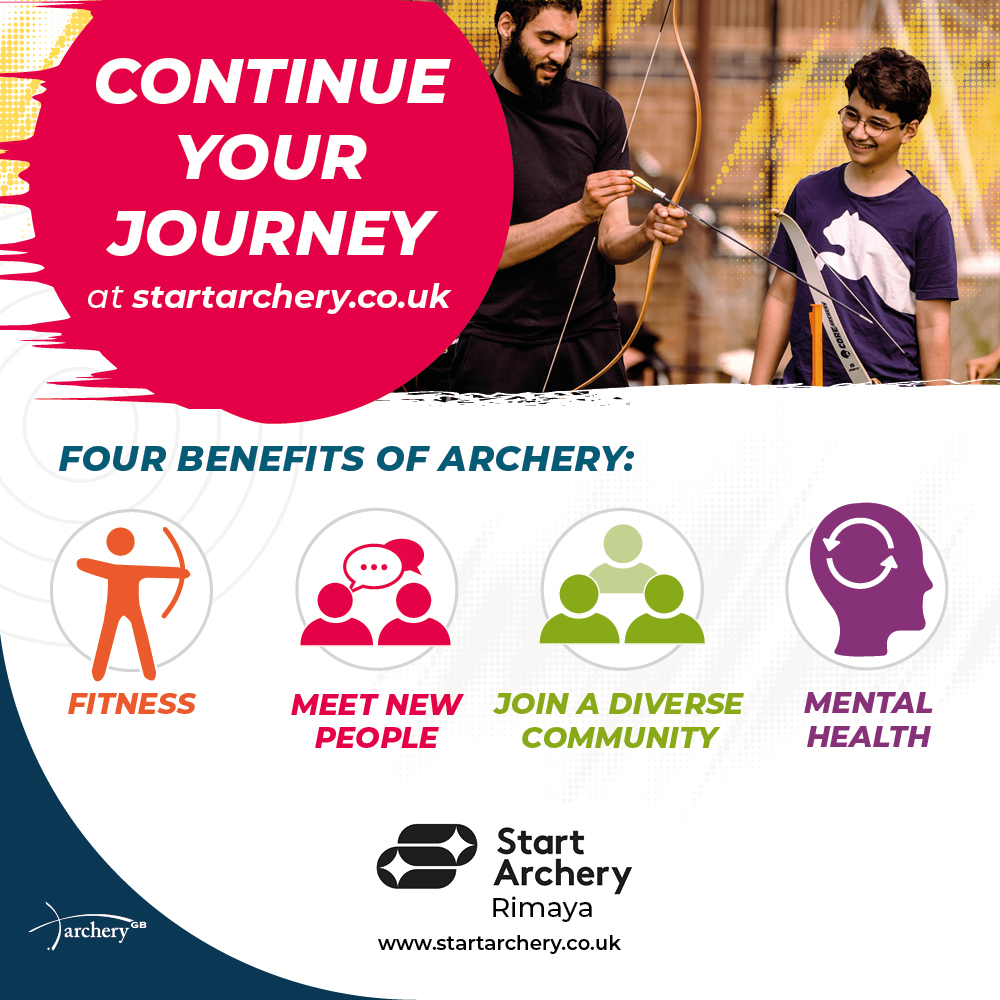 CONTINUE
YOUR
JOURNEY
at startarchery.co.uk
CORE
FOUR BENEFITS OF ARCHERY:
FITNESS
MEET NEW
PEOPLE
JOIN A DIVERSE
COMMUNITY
MENTAL
HEALTH
Start
Archery
Rimaya
www.startarchery.co.uk
archery GB